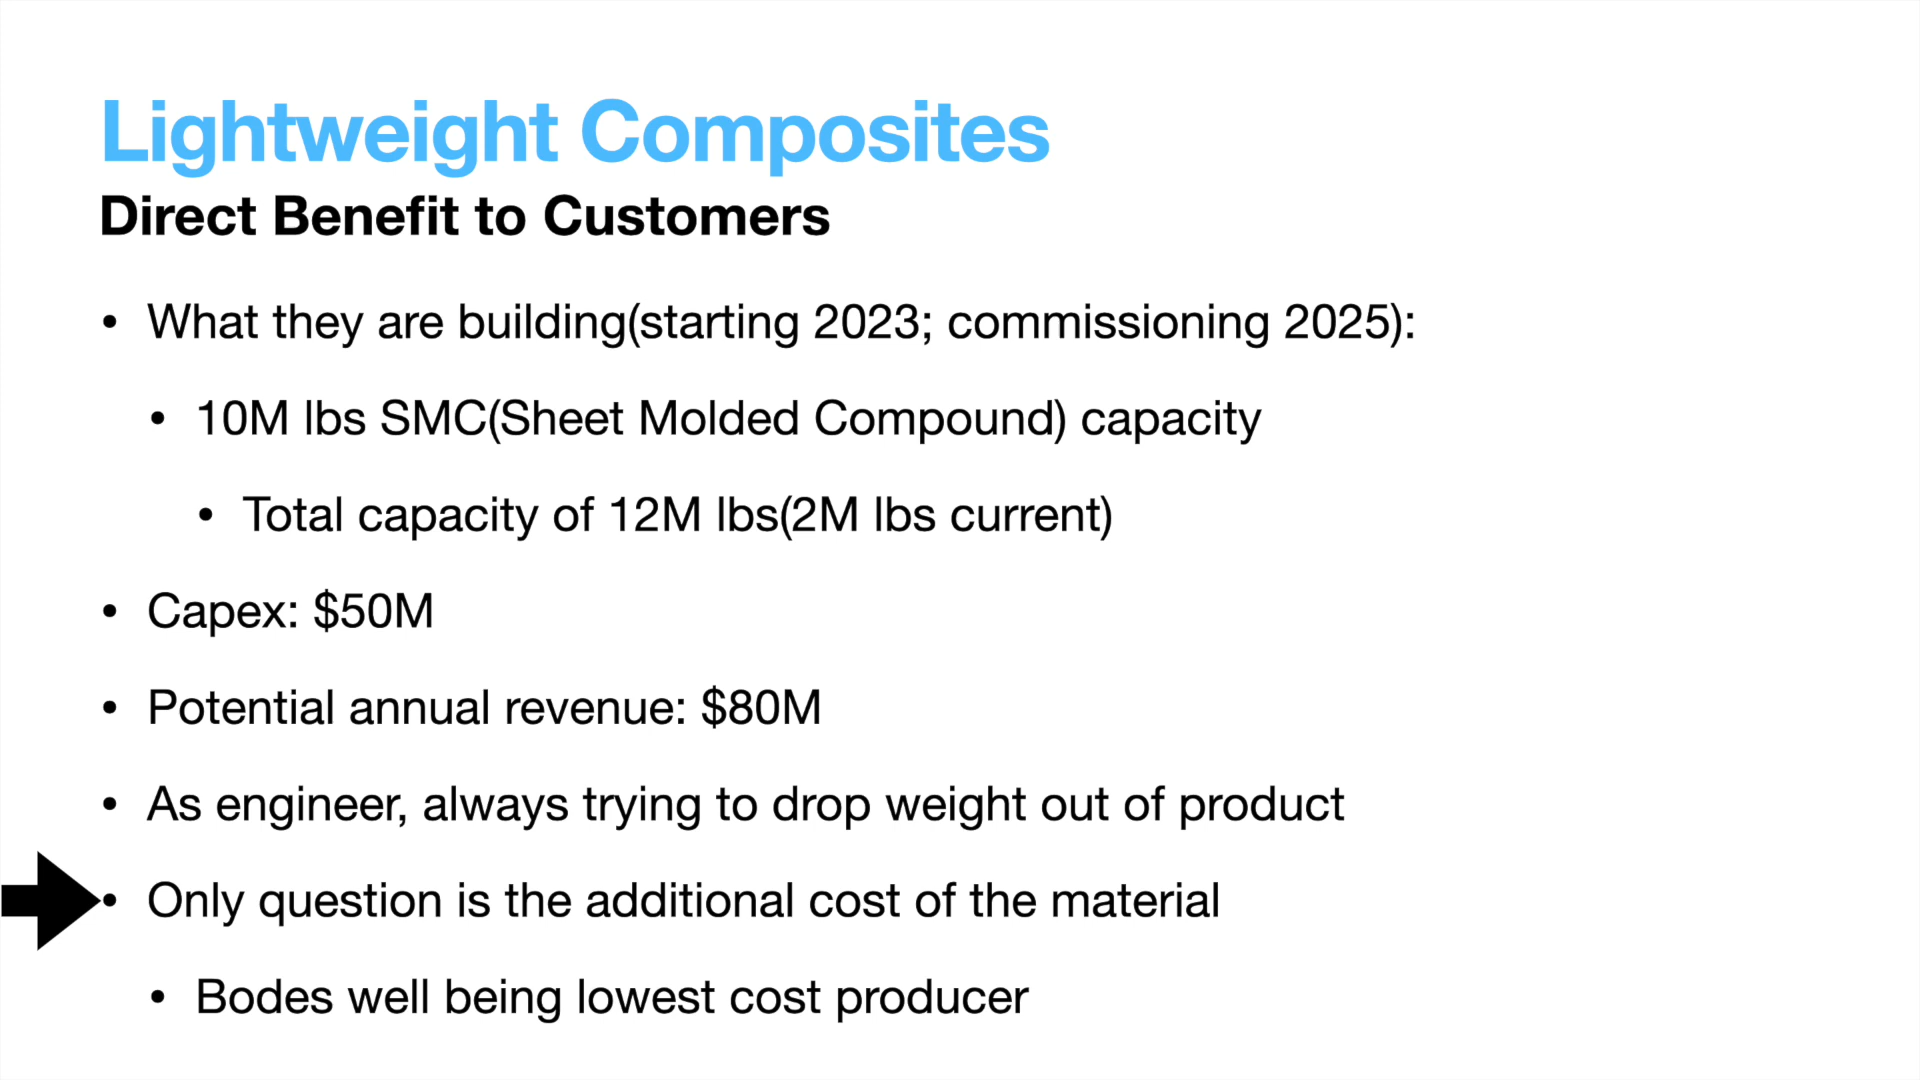 Lightweight Composites
Direct Benefit to Customers
• What they are building(starting 2023; commissioning 2025):
• 10M lbs SMC(Sheet Molded Compound) capacity
• Total capacity of 12M lbs(2M lbs current)
• Capex: $50M
• Potential annual revenue: $80M
• As engineer, always trying to drop weight out of product
• Only question is the additional cost of the material
• Bodes well being lowest cost producer